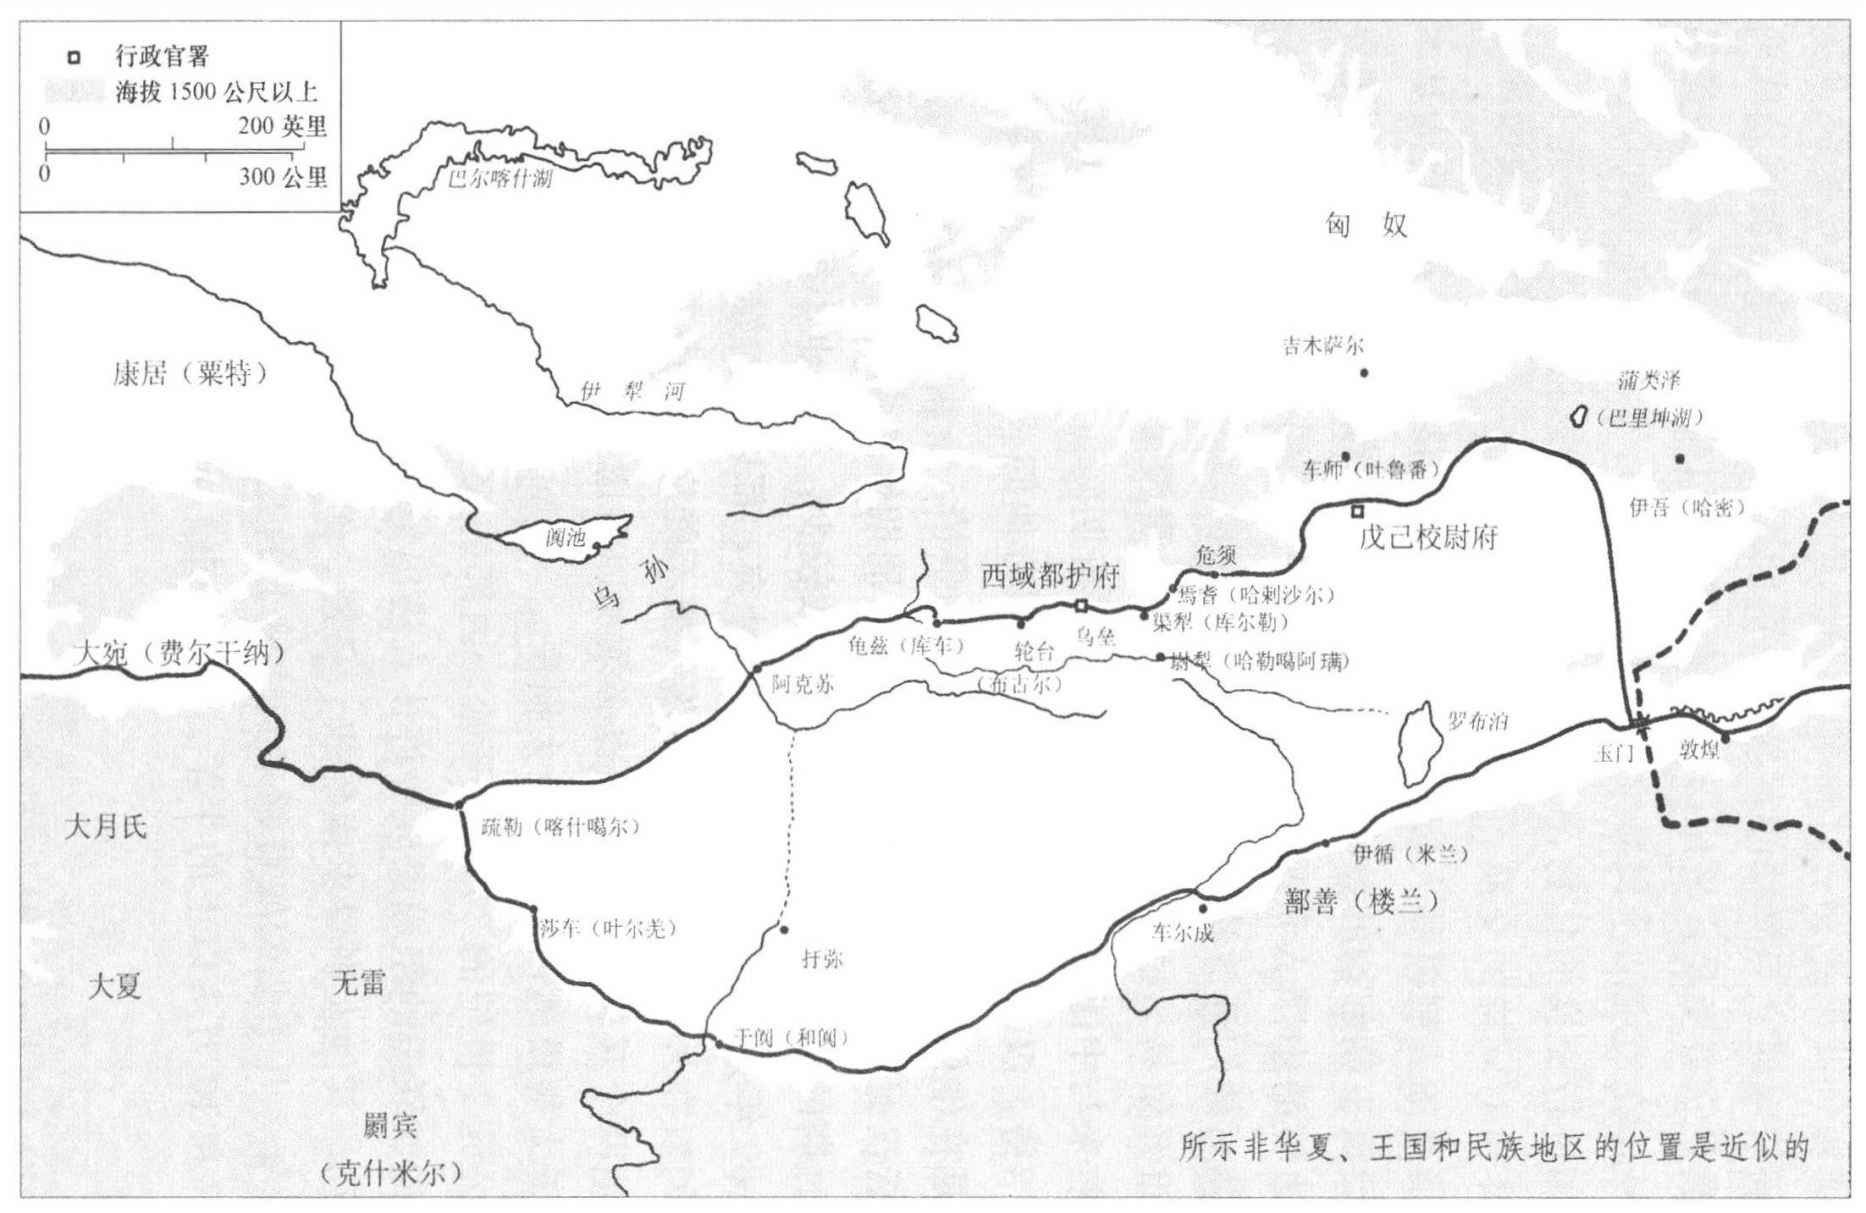 行政官署
海拔 1500 公尺以上
0 200 英里
0 300 公里
巴尔喀什湖
匈 奴
吉木萨尔
康居（粟特）
伊 犁 河
蒲类泽
（巴里坤湖）
车师（吐鲁番）
伊吾（哈密）
阗池
戊己校尉府
危须
乌 孙
西域都护府
焉耆（哈剌沙尔）
渠犁（库尔勒）
大宛（费尔干纳）
龟兹（库车）
轮台
乌垒
尉犁（哈勒噶阿璊）
阿克苏
（布古尔）
罗布泊
玉门
敦煌
大月氏
疏勒（喀什噶尔）
伊循（米兰）
鄯善（楼兰）
莎车（叶尔羌）
车尔成
扜弥
大夏
无雷
于阗（和阗）
罽宾
（克什米尔）
所示非华夏、王国和民族地区的位置是近似的